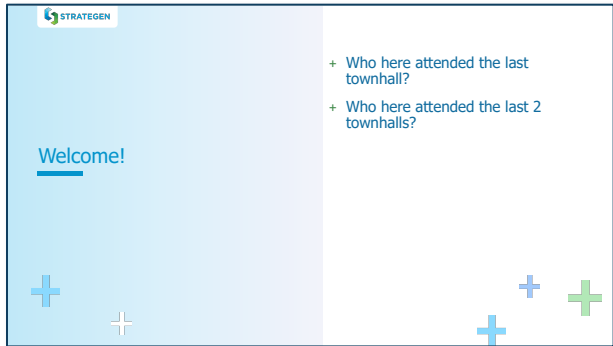 STRATEGEN
Welcome!
+ Who here attended the last
townhall?
+ Who here attended the last 2
townhalls?